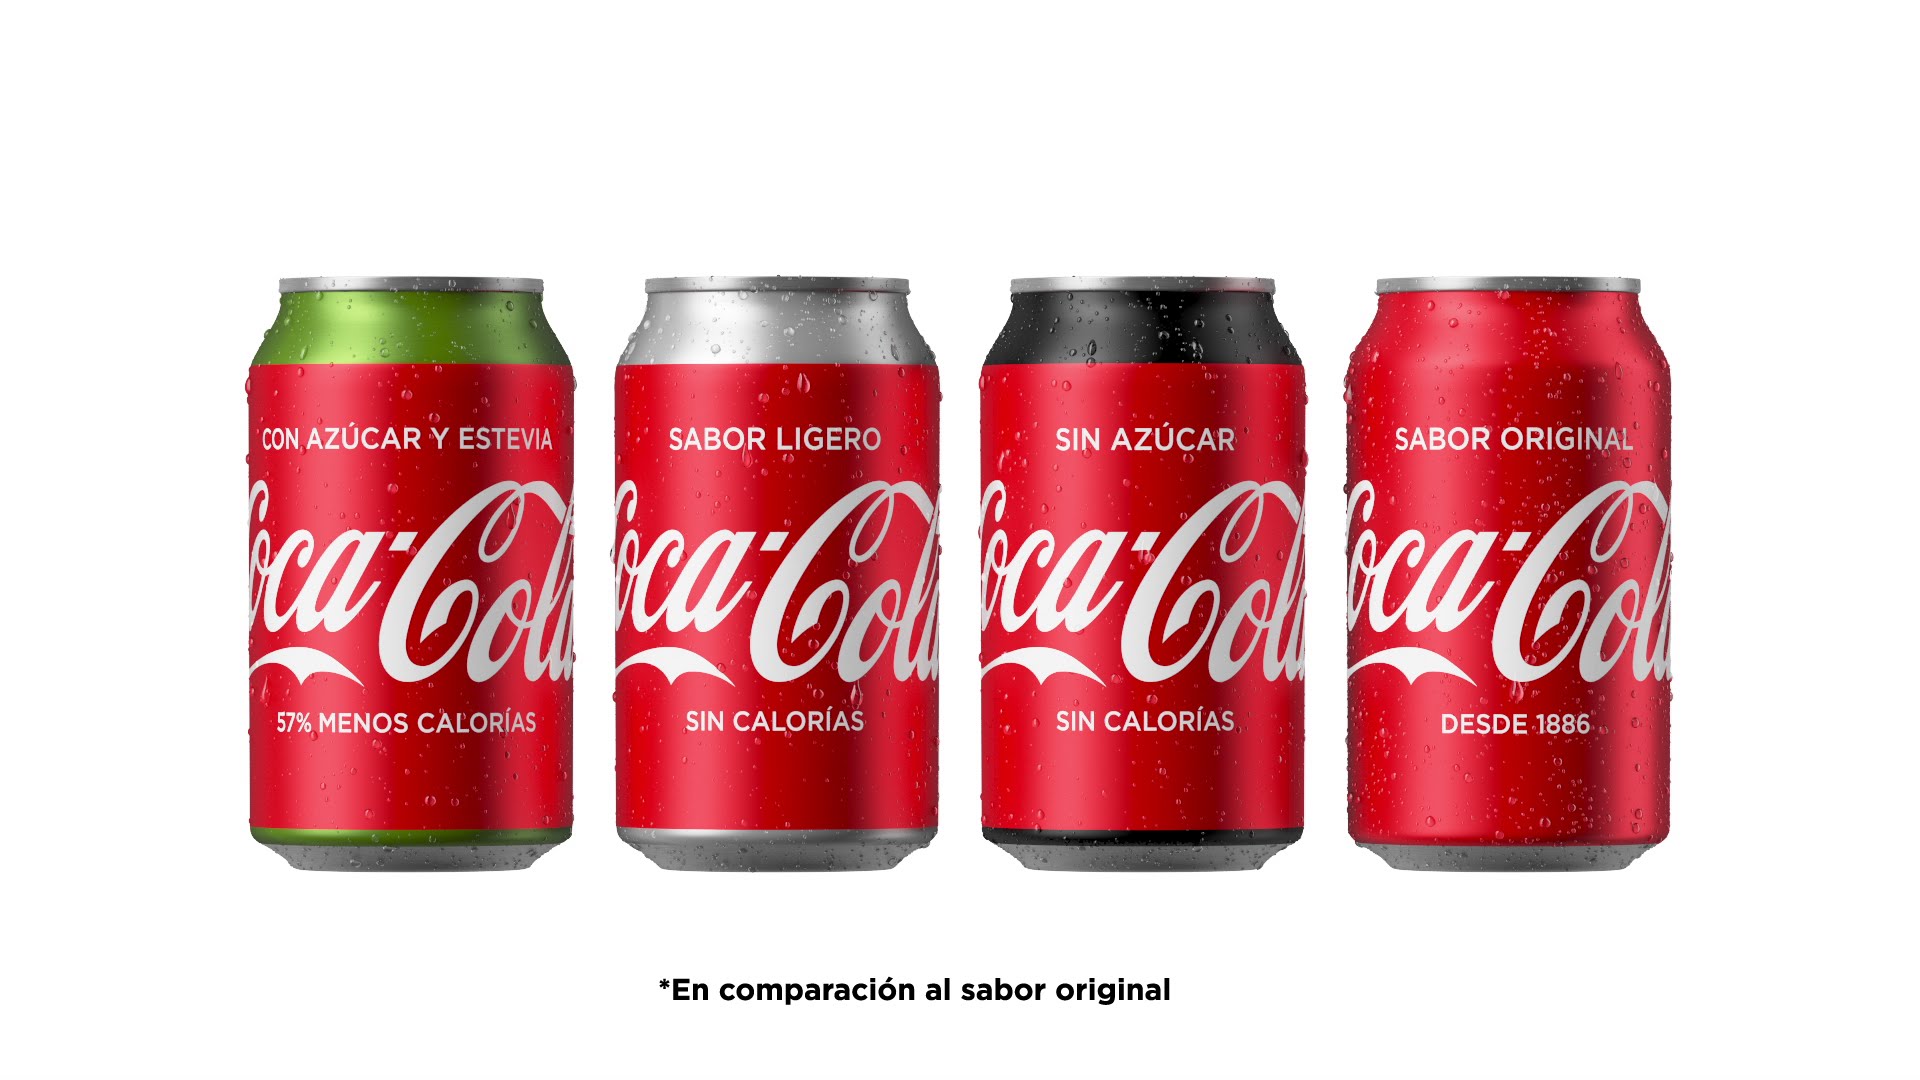 CON AZÚCAR Y ESTEVIA
Coca-Cola
57% MENOS CALORÍAS
SABOR LIGERO
Coca-Cola
SIN CALORÍAS
SIN AZÚCAR
Coca-Cola
SIN CALORÍAS
SABOR ORIGINAL
Coca-Cola
DESDE 1886
*En comparación al sabor original